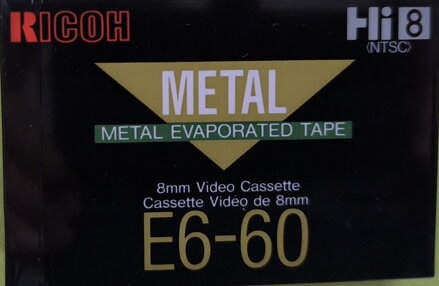 RICOH
Hi8
(NTSC)
METAL
METAL EVAPORATED TAPE
8mm Video Cassette
Cassette Vidéo de 8mm
E6-60